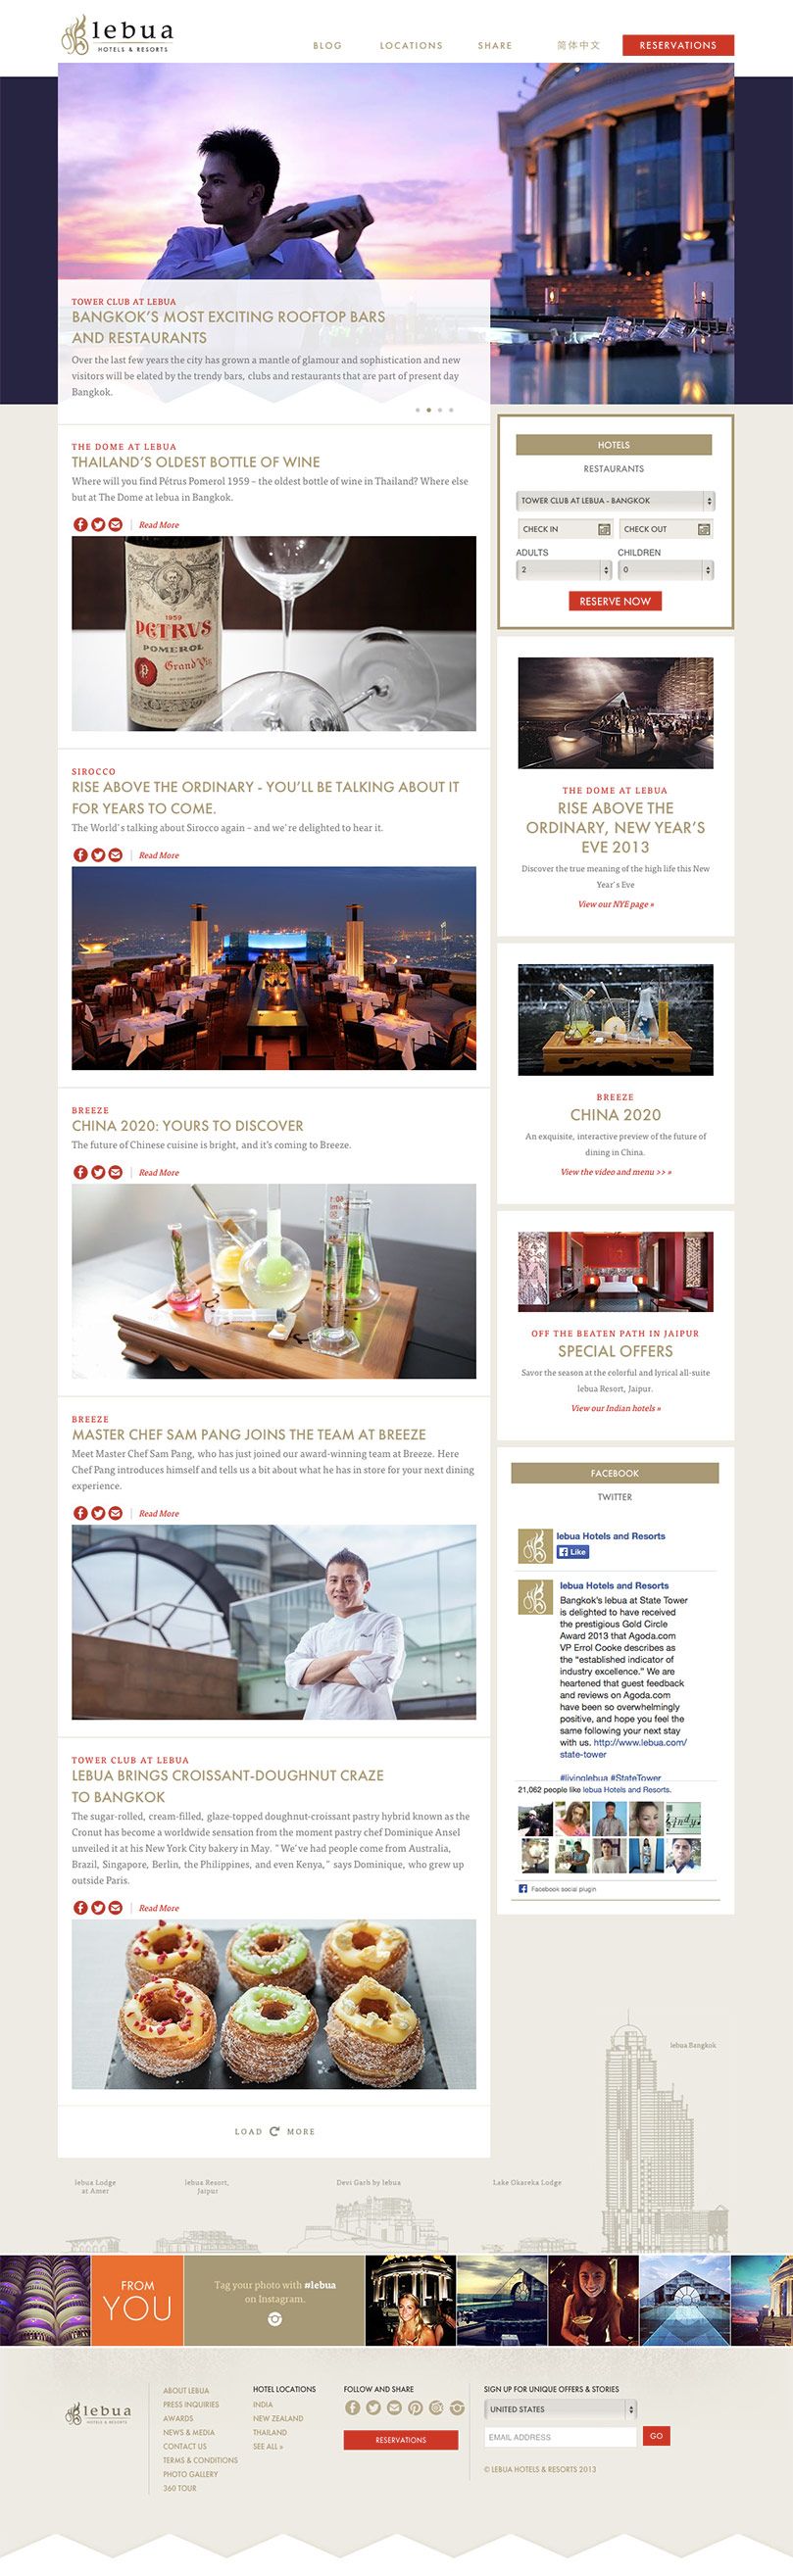 lebua
HOTELS & RESORTS
BLOG
LOCATIONS
SHARE
简体中文
RESERVATIONS
TOWER CLUB AT LEBUA
BANGKOK'S MOST EXCITING ROOFTOP BARS
AND RESTAURANTS
Over the last few years the city has grown a mantle of glamour and sophistication and new
visitors will be elated by the trendy bars, clubs and restaurants that are part of present day
Bangkok.
THE DOME AT LEBUA
THAILAND'S OLDEST BOTTLE OF WINE
Where will you find Pétrus Pomerol 1959 – the oldest bottle of wine in Thailand? Where else
but at The Dome at lebua in Bangkok.
Read More
1959
PETRVS
POMEROL
Grand Vin
SIROCCO
RISE ABOVE THE ORDINARY - YOU'LL BE TALKING ABOUT IT
FOR YEARS TO COME.
The World's talking about Sirocco again – and we're delighted to hear it.
Read More
BREEZE
CHINA 2020: YOURS TO DISCOVER
The future of Chinese cuisine is bright, and it's coming to Breeze.
Read More
BREEZE
MASTER CHEF SAM PANG JOINS THE TEAM AT BREEZE
Meet Master Chef Sam Pang, who has just joined our award-winning team at Breeze. Here
Chef Pang introduces himself and tells us a bit about what he has in store for your next dining
experience.
Read More
TOWER CLUB AT LEBUA
LEBUA BRINGS CROISSANT-DOUGHNUT CRAZE
TO BANGKOK
The sugar-rolled, cream-filled, glaze-topped doughnut-croissant pastry hybrid known as the
Cronut has become a worldwide sensation from the moment pastry chef Dominique Ansel
unveiled it at his New York City bakery in May. "We've had people come from Australia,
Brazil, Singapore, Berlin, the Philippines, and even Kenya," says Dominique, who grew up
outside Paris.
Read More
LOAD MORE
HOTELS
RESTAURANTS
TOWER CLUB AT LEBUA - BANGKOK
CHECK IN
CHECK OUT
ADULTS
CHILDREN
2
0
RESERVE NOW
THE DOME AT LEBUA
RISE ABOVE THE
ORDINARY, NEW YEAR'S
EVE 2013
Discover the true meaning of the high life this New
Year's Eve
View our NYE page »
BREEZE
CHINA 2020
An exquisite, interactive preview of the future of
dining in China.
View the video and menu >> »
OFF THE BEATEN PATH IN JAIPUR
SPECIAL OFFERS
Savor the season at the colorful and lyrical all-suite
lebua Resort, Jaipur.
View our Indian hotels »
FACEBOOK
TWITTER
lebua Hotels and Resorts
Like
lebua Hotels and Resorts
Bangkok's lebua at State Tower
is delighted to have received
the prestigious Gold Circle
Award 2013 that Agoda.com
VP Errol Cooke describes as
the "established indicator of
industry excellence." We are
heartened that guest feedback
and reviews on Agoda.com
have been so overwhelmingly
positive, and hope you feel the
same following your next stay
with us. http://www.lebua.com/
state-tower
#livinglebua #StateTower
21,062 people like lebua Hotels and Resorts.
Facebook social plugin
lebua Bangkok
lebua Lodge
at Amer
lebua Resort,
Jaipur
Devi Garh by lebua
Lake Okareka Lodge
FROM
YOU
Tag your photo with #lebua
on Instagram.
lebua
HOTELS & RESORTS
ABOUT LEBUA
PRESS INQUIRIES
AWARDS
NEWS & MEDIA
CONTACT US
TERMS & CONDITIONS
PHOTO GALLERY
360 TOUR
HOTEL LOCATIONS
INDIA
NEW ZEALAND
THAILAND
SEE ALL »
FOLLOW AND SHARE
RESERVATIONS
SIGN UP FOR UNIQUE OFFERS & STORIES
UNITED STATES
EMAIL ADDRESS
GO
© LEBUA HOTELS & RESORTS 2013